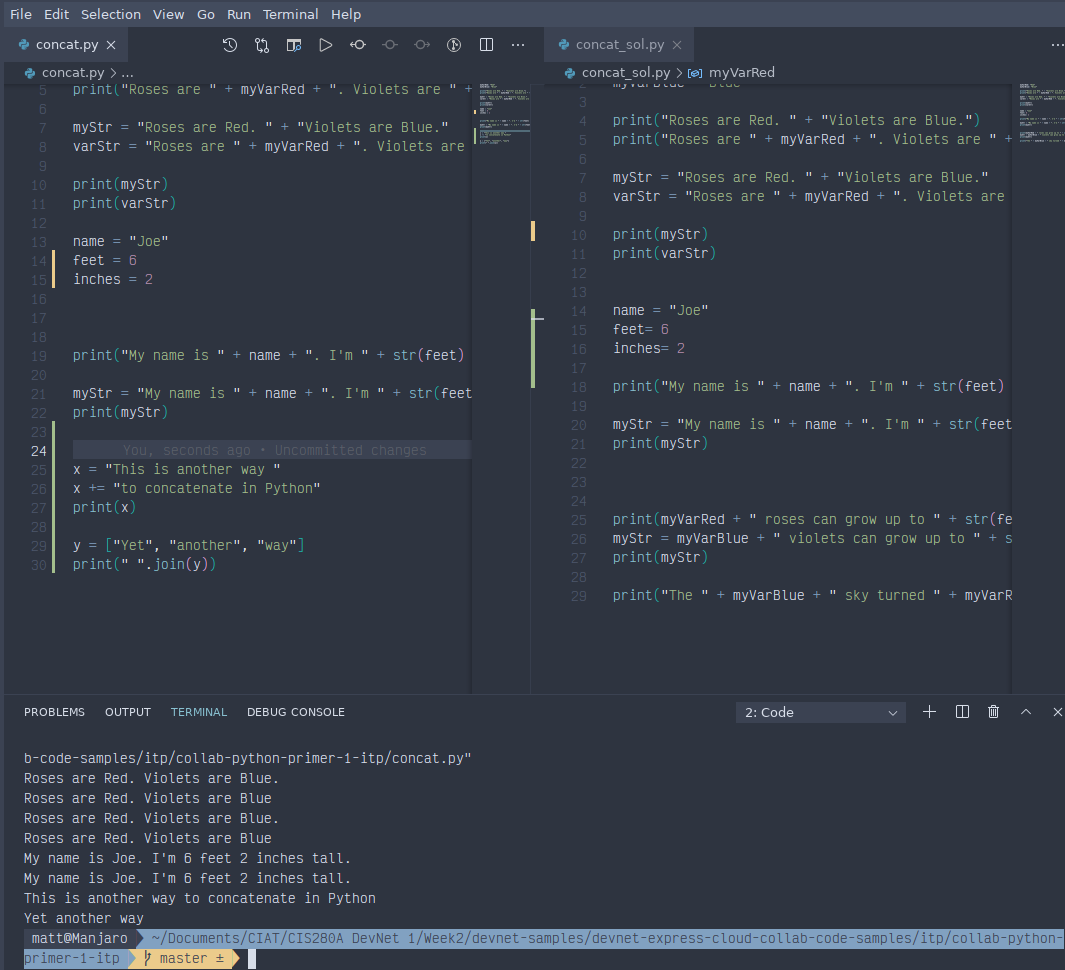 File Edit Selection View Go Run Terminal Help
concat.py
concat_sol.py
concat.py > ...
concat_sol.py > myVarRed
5 print("Roses are " + myVarRed + ". Violets are " +
6
7 myStr = "Roses are Red. " + "Violets are Blue."
8 varStr = "Roses are " + myVarRed + ". Violets are
9
10 print(myStr)
11 print(varStr)
12
13 name = "Joe"
14 feet = 6
15 inches = 2
16
17
18
19 print("My name is " + name + ". I'm " + str(feet)
20
21 myStr = "My name is " + name + ". I'm " + str(feet
22 print(myStr)
23
24 You, seconds ago • Uncommitted changes
25 x = "This is another way "
26 x += "to concatenate in Python"
27 print(x)
28
29 y = ["Yet", "another", "way"]
30 print(" ".join(y))
2 myVarBlue = "Blue"
3
4 print("Roses are Red. " + "Violets are Blue.")
5 print("Roses are " + myVarRed + ". Violets are " +
6
7 myStr = "Roses are Red. " + "Violets are Blue."
8 varStr = "Roses are " + myVarRed + ". Violets are
9
10 print(myStr)
11 print(varStr)
12
13
14 name = "Joe"
15 feet= 6
16 inches= 2
17
18 print("My name is " + name + ". I'm " + str(feet)
19
20 myStr = "My name is " + name + ". I'm " + str(feet
21 print(myStr)
22
23
24
25 print(myVarRed + " roses can grow up to " + str(fe
26 myStr = myVarBlue + " violets can grow up to " + s
27 print(myStr)
28
29 print("The " + myVarBlue + " sky turned " + myVarR
PROBLEMS OUTPUT TERMINAL DEBUG CONSOLE 2: Code
b-code-samples/itp/collab-python-primer-1-itp/concat.py"
Roses are Red. Violets are Blue.
Roses are Red. Violets are Blue
Roses are Red. Violets are Blue.
Roses are Red. Violets are Blue
My name is Joe. I'm 6 feet 2 inches tall.
My name is Joe. I'm 6 feet 2 inches tall.
This is another way to concatenate in Python
Yet another way
matt@Manjaro ~/Documents/CIAT/CIS280A DevNet 1/Week2/devnet-samples/devnet-express-cloud-collab-code-samples/itp/collab-python-
primer-1-itp master ±